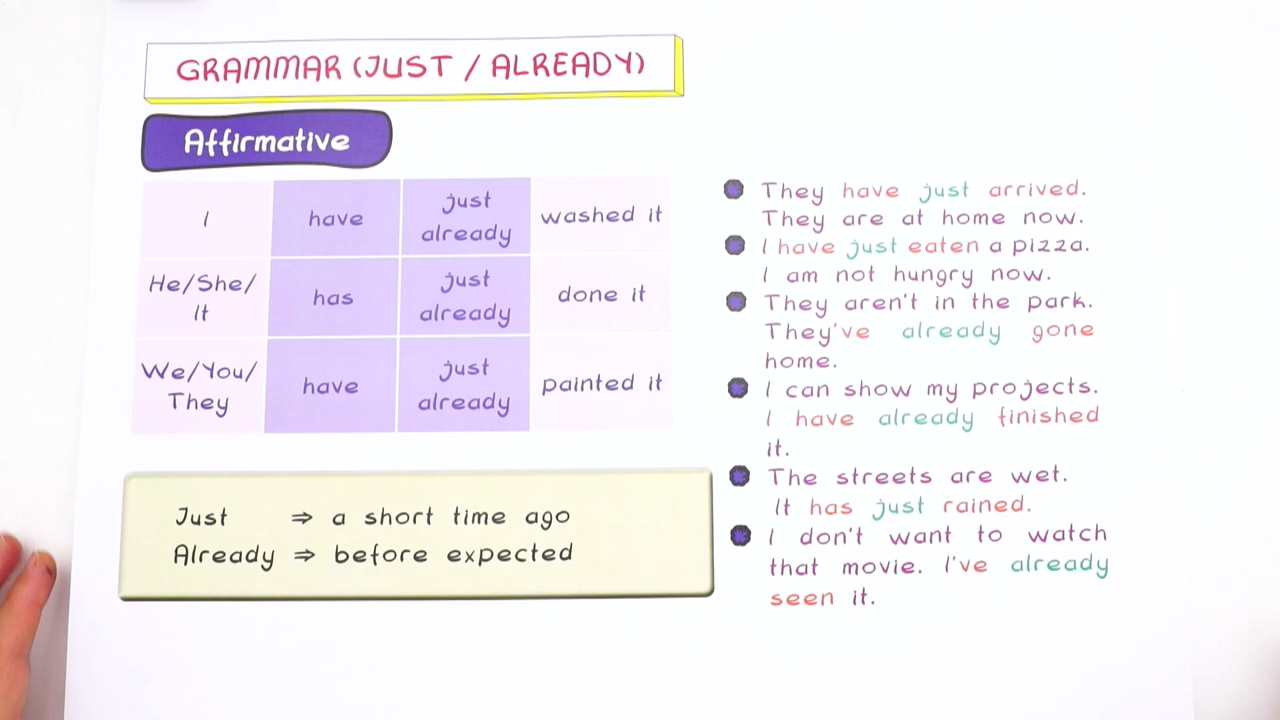 GRAMMAR (JUST / ALREADY)
Affirmative
I have just already washed it
He/She/It has just already done it
We/You/They have just already painted it
Just ⇒ a short time ago
Already ⇒ before expected
They have just arrived.
They are at home now.
I have just eaten a pizza.
I am not hungry now.
They aren't in the park.
They've already gone
home.
I can show my projects.
I have already finished
it.
The streets are wet.
It has just rained.
I don't want to watch
that movie. I've already
seen it.